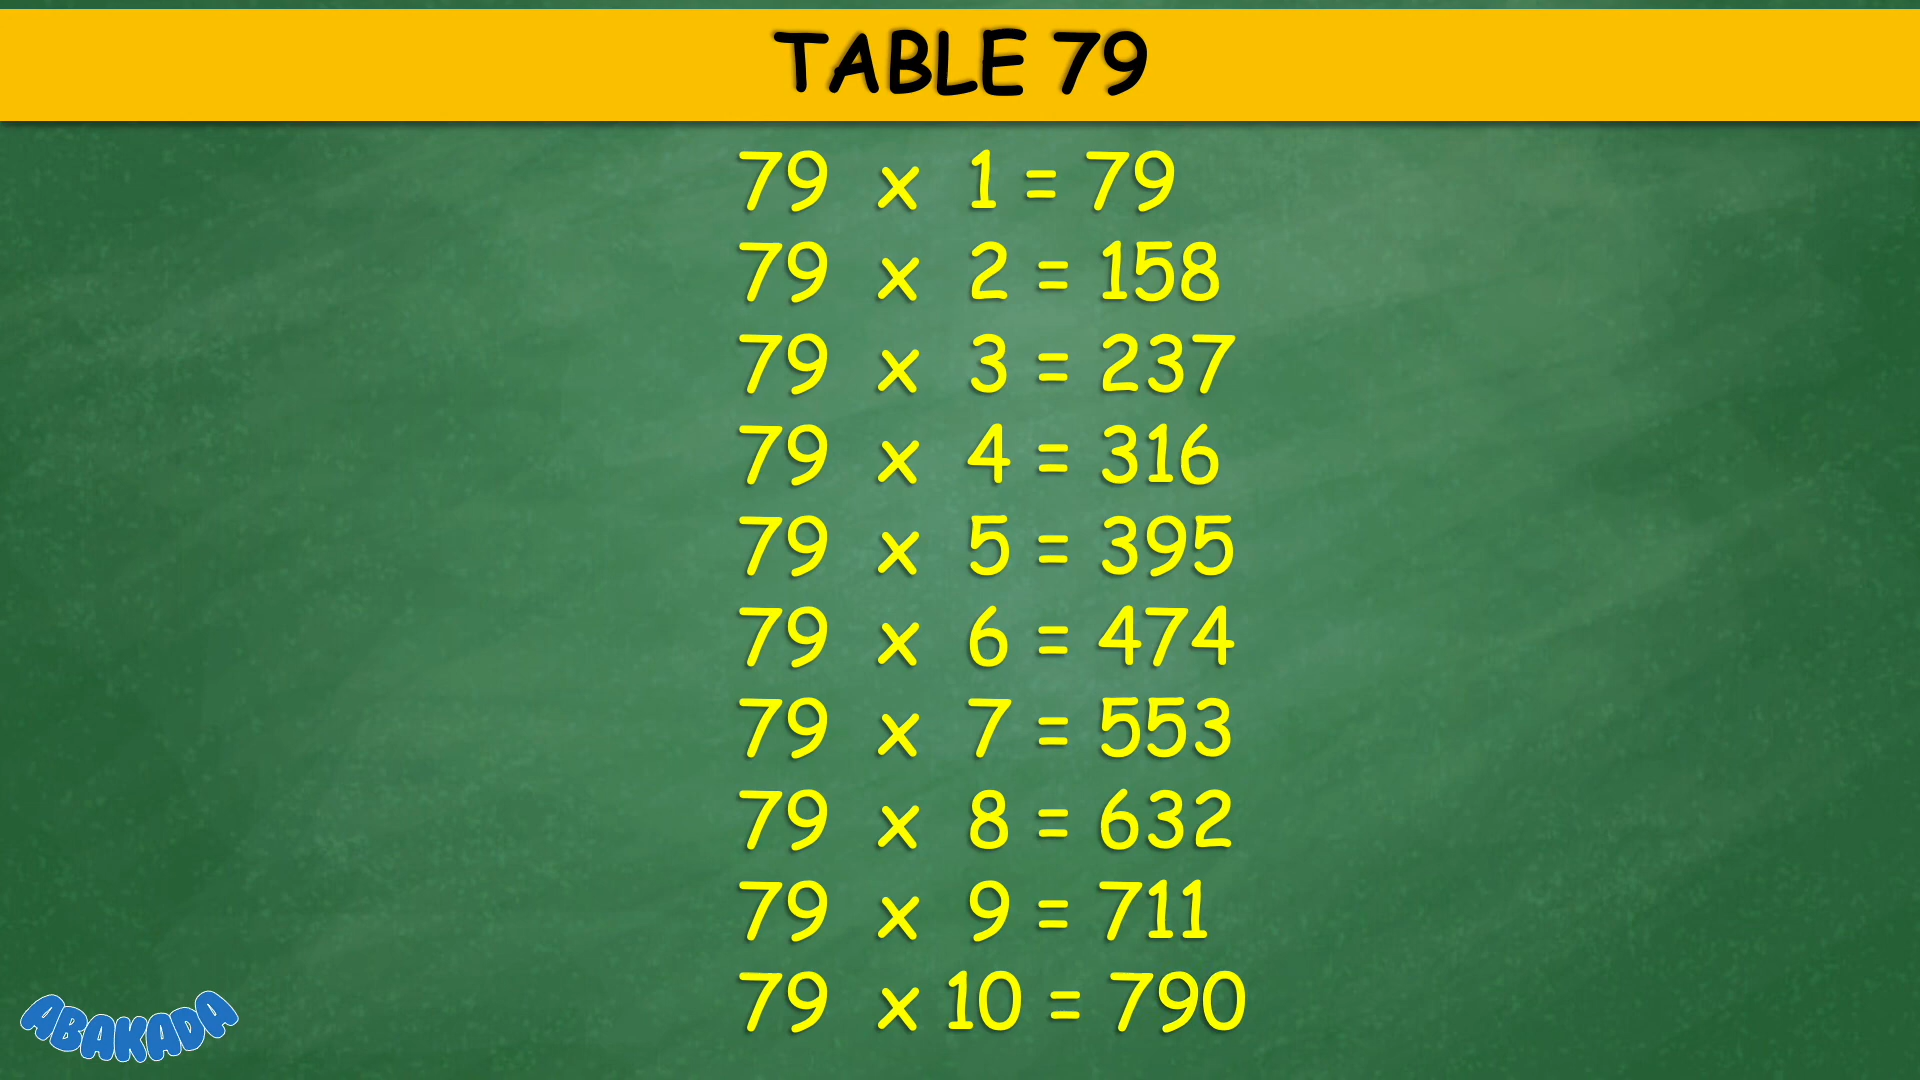 TABLE 79
79 x 1 = 79
79 x 2 = 158
79 x 3 = 237
79 x 4 = 316
79 x 5 = 395
79 x 6 = 474
79 x 7 = 553
79 x 8 = 632
79 x 9 = 711
79 x 10 = 790
ABAKADA